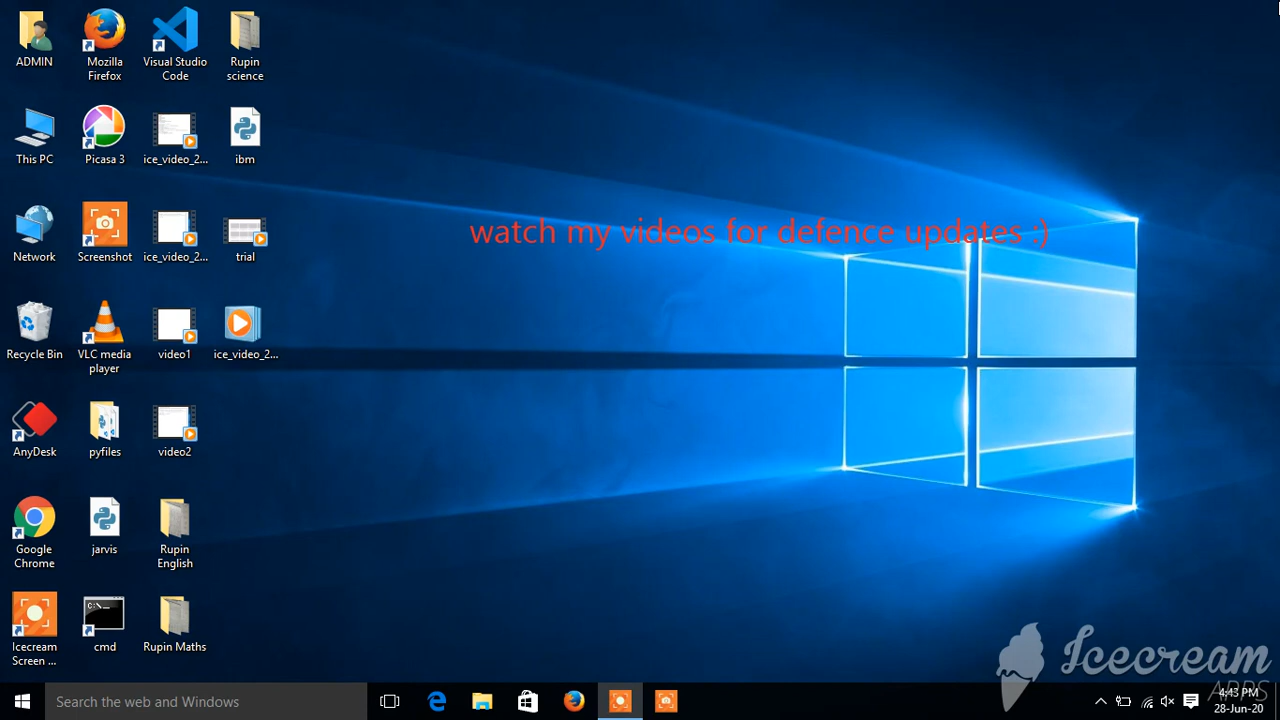 ADMIN
Mozilla
Firefox
Visual Studio
Code
Rupin
science
This PC
Picasa 3
ice_video_2...
ibm
watch my videos for defence updates :)
Network
Screenshot
ice_video_2...
trial
Recycle Bin
VLC media
player
video1
ice_video_2...
AnyDesk
pyfiles
video2
Google
Chrome
jarvis
Rupin
English
C:\_
Icecream
Screen ...
cmd
Rupin Maths
Icecream
APPS
Search the web and Windows
4:43 PM
28-Jun-20